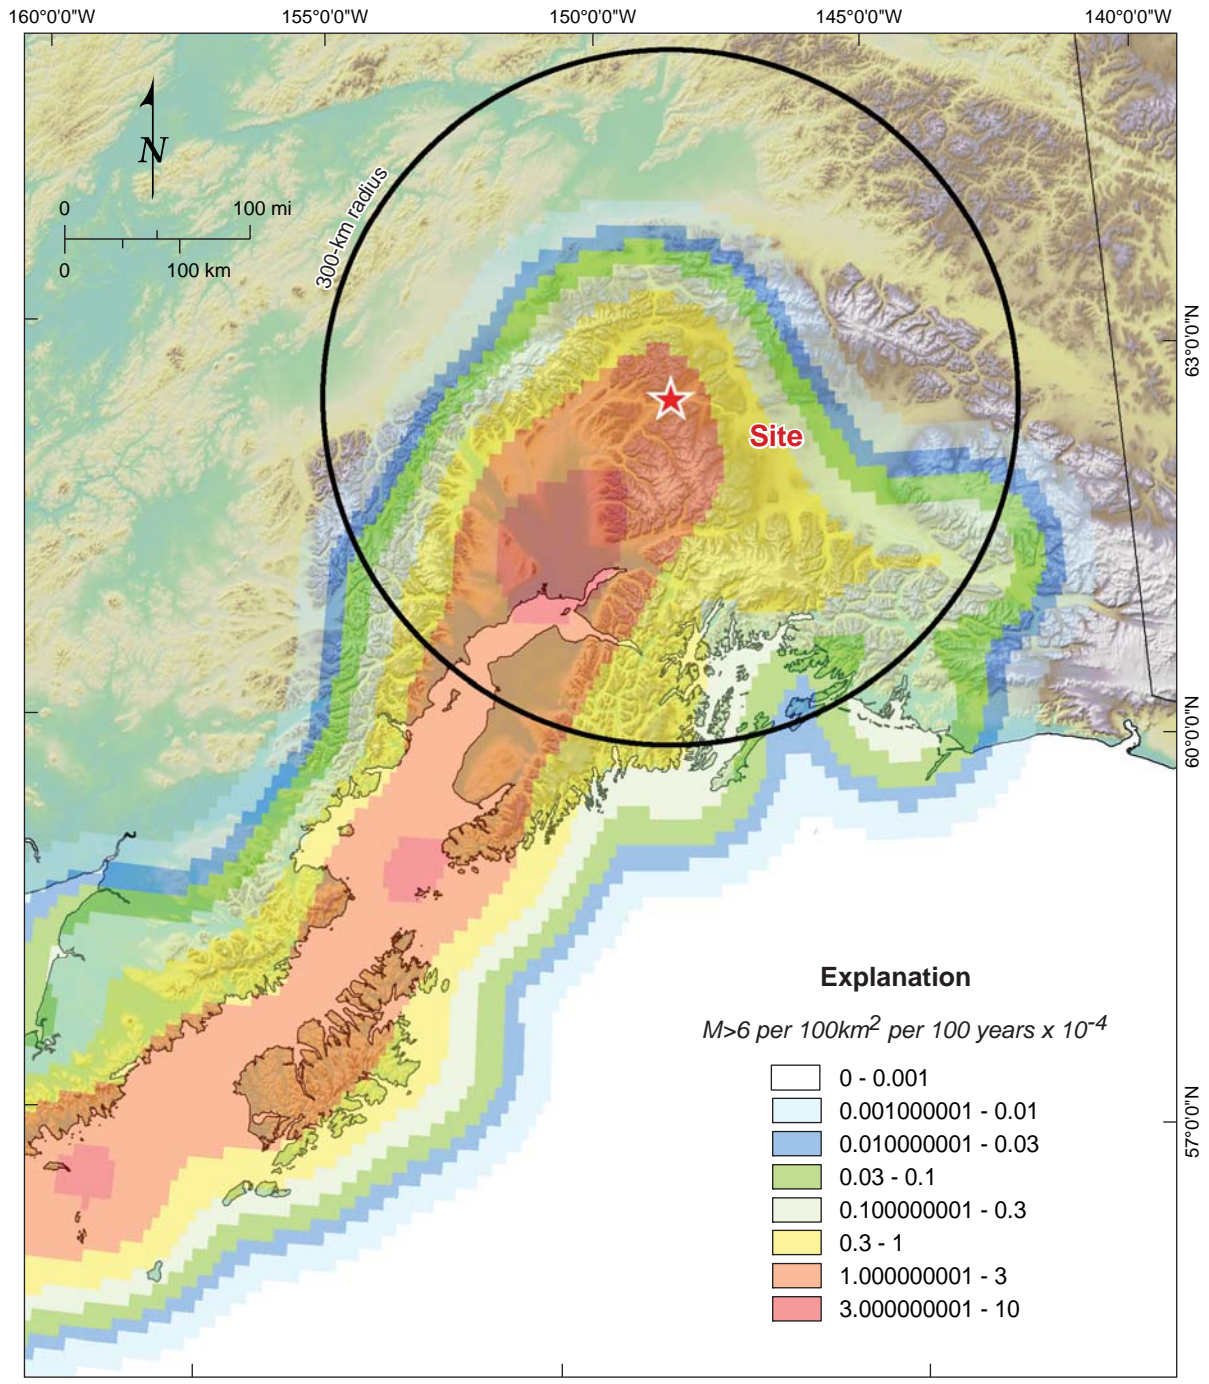 160°0'0"W 155°0'0"W 150°0'0"W 145°0'0"W 140°0'0"W
N
0 100 mi
0 100 km
300-km radius
63°0'0"N
Site
60°0'0"N
Explanation
M>6 per 100km² per 100 years x 10⁻⁴
0 - 0.001
0.001000001 - 0.01
0.010000001 - 0.03
0.03 - 0.1
0.100000001 - 0.3
0.3 - 1
1.000000001 - 3
3.000000001 - 10
57°0'0"N